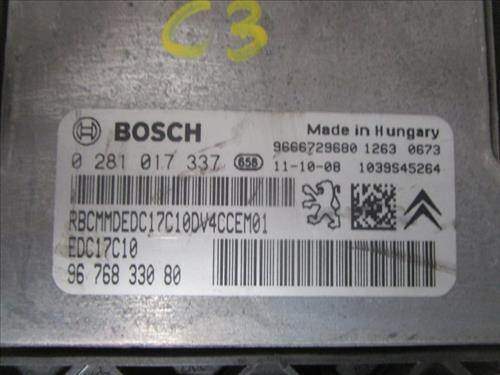 C3
BOSCH
Made in Hungary
9666729680 1263 0673
0 281 017 337 658 11-10-08 1039S45264
RBCMMDEDC17C10DV4CCEM01
EDC17C10
96 768 330 80